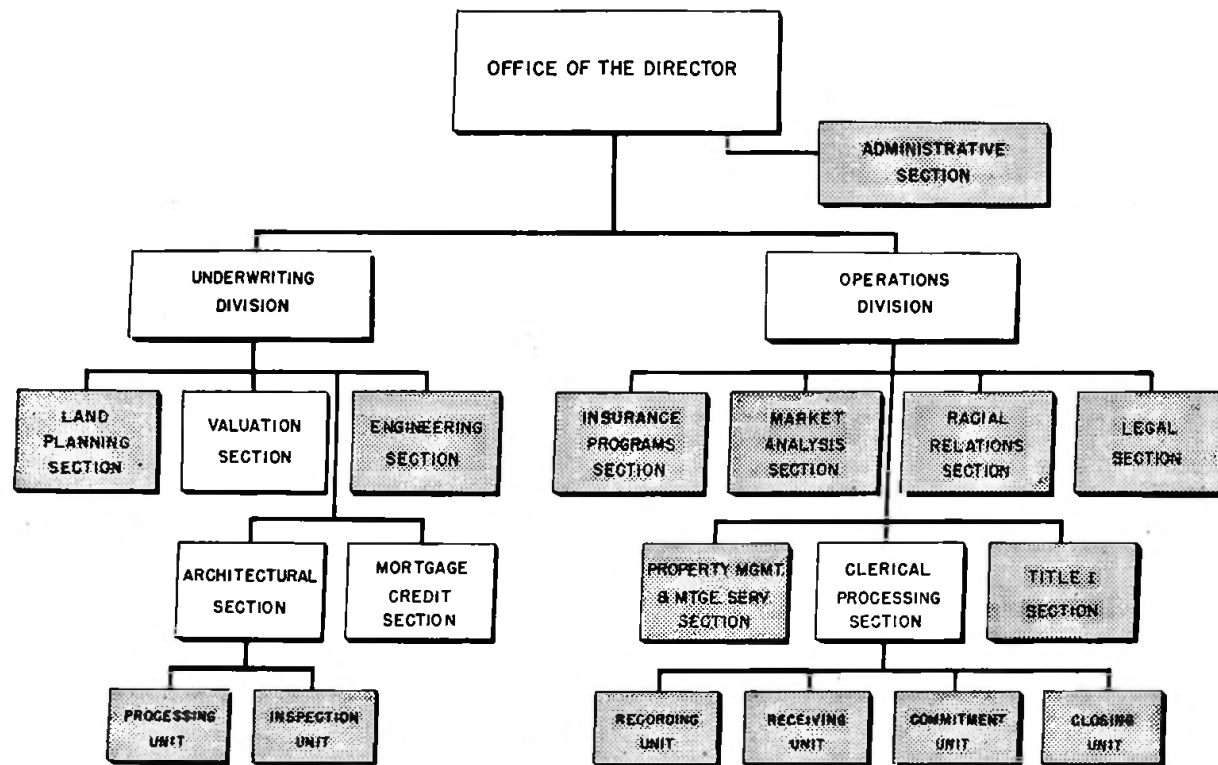 OFFICE OF THE DIRECTOR
ADMINISTRATIVE
SECTION
UNDERWRITING
DIVISION
OPERATIONS
DIVISION
LAND
PLANNING
SECTION
VALUATION
SECTION
ENGINEERING
SECTION
INSURANCE
PROGRAMS
SECTION
MARKET
ANALYSIS
SECTION
RACIAL
RELATIONS
SECTION
LEGAL
SECTION
ARCHITECTURAL
SECTION
MORTGAGE
CREDIT
SECTION
PROPERTY MGMT.
& MTGE. SERV.
SECTION
CLERICAL
PROCESSING
SECTION
TITLE I
SECTION
PROCESSING
UNIT
INSPECTION
UNIT
RECORDING
UNIT
RECEIVING
UNIT
COMMITMENT
UNIT
CLOSING
UNIT